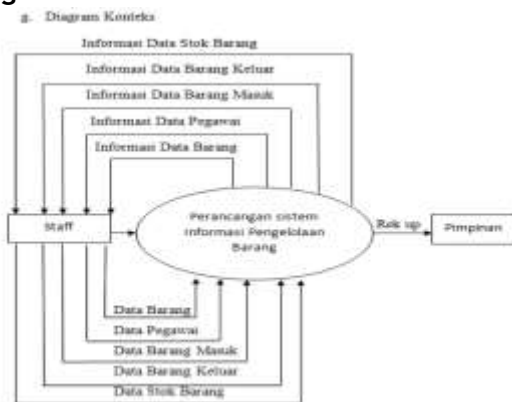 g. Diagram Konteks
Informasi Data Stok Barang
Informasi Data Barang Keluar
Informasi Data Barang Masuk
Informasi Data Pegawai
Informasi Data Barang
Staff
Perancangan sistem
Informasi Pengelolaan
Barang
Rek up
Pimpinan
Data Barang
Data Pegawai
Data Barang Masuk
Data Barang Keluar
Data Stok Barang